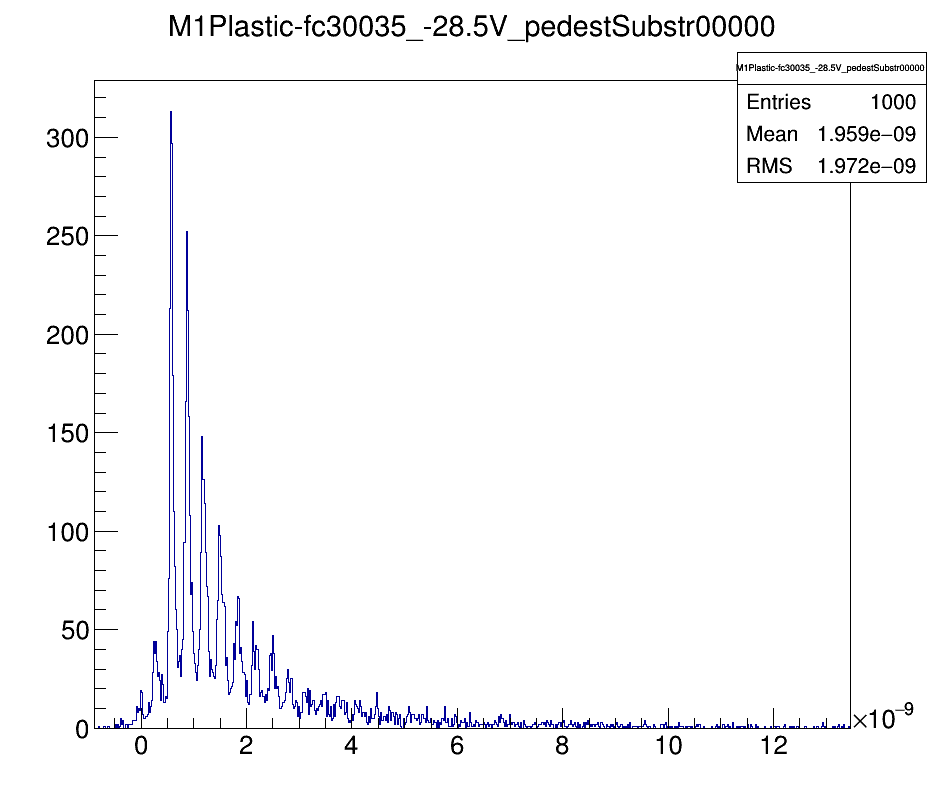 M1Plastic-fc30035_-28.5V_pedestSubstr00000
M1Plastic-fc30035_-28.5V_pedestSubstr00000
Entries 1000
Mean 1.959e−09
RMS 1.972e−09
300
250
200
150
100
50
0
0 2 4 6 8 10 12
×10⁻⁹